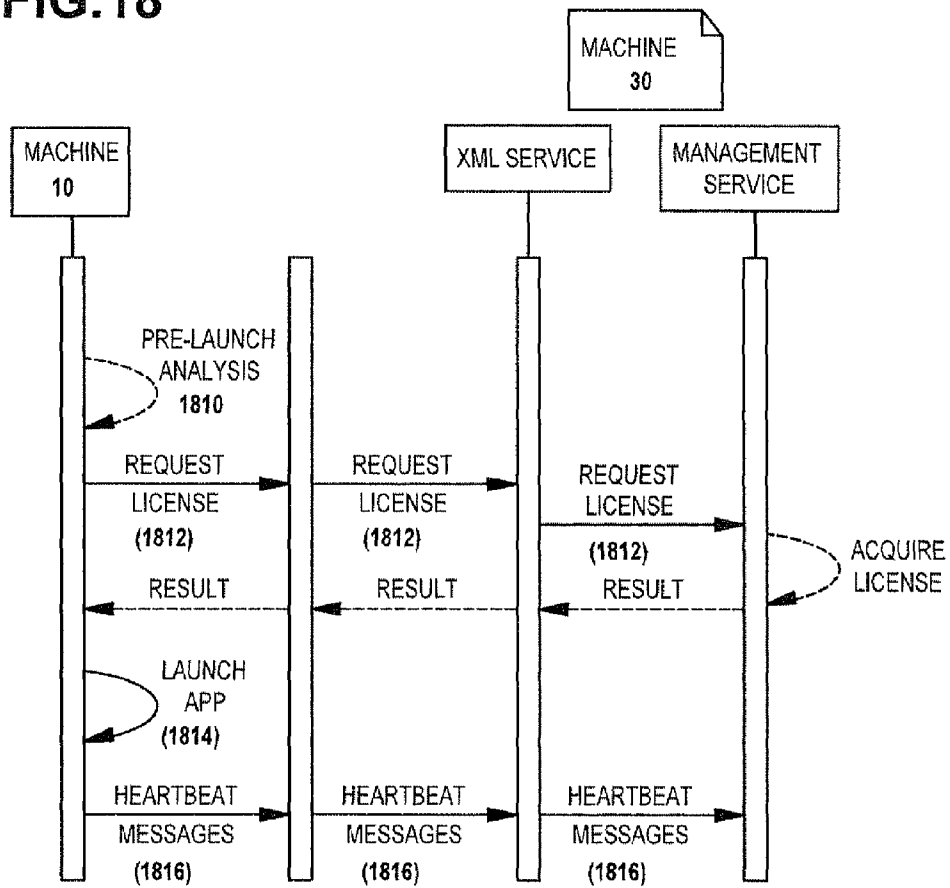 FIG.18
MACHINE
30
MACHINE
10
XML SERVICE
MANAGEMENT
SERVICE
PRE-LAUNCH
ANALYSIS
1810
REQUEST
LICENSE
(1812)
REQUEST
LICENSE
(1812)
REQUEST
LICENSE
(1812)
ACQUIRE
LICENSE
RESULT
RESULT
RESULT
LAUNCH
APP
(1814)
HEARTBEAT
MESSAGES
(1816)
HEARTBEAT
MESSAGES
(1816)
HEARTBEAT
MESSAGES
(1816)